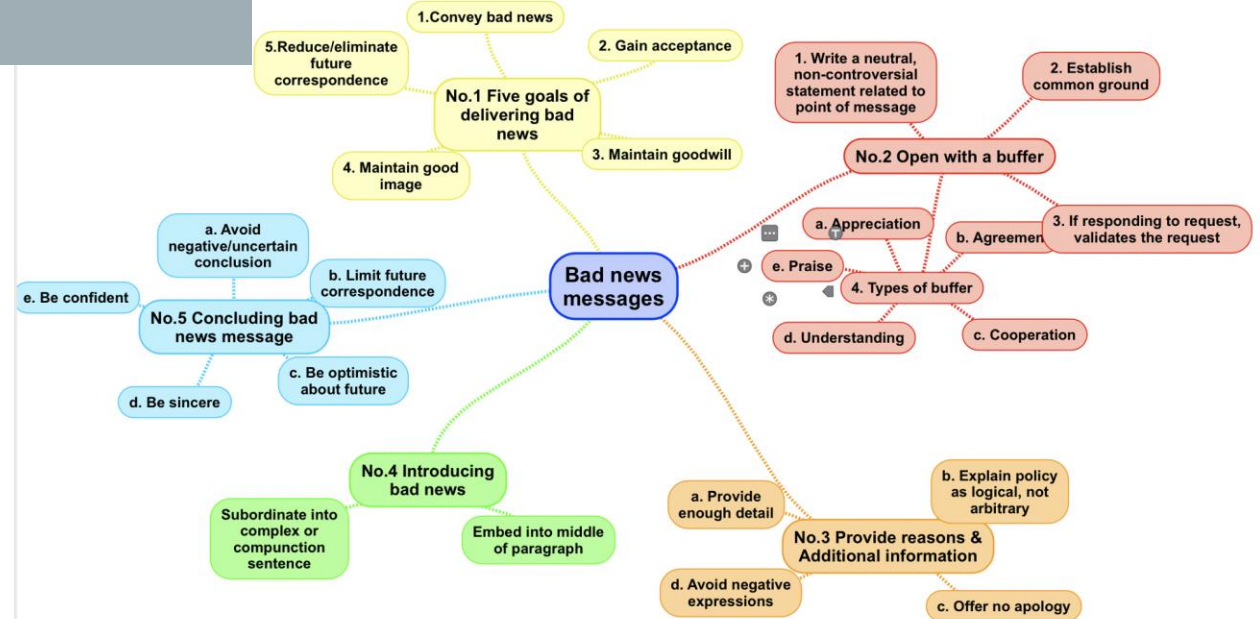 Bad news
messages
No.1 Five goals of
delivering bad
news
1.Convey bad news
2. Gain acceptance
3. Maintain goodwill
4. Maintain good
image
5.Reduce/eliminate
future
correspondence
No.2 Open with a buffer
1. Write a neutral,
non-controversial
statement related to
point of message
2. Establish
common ground
3. If responding to request,
validates the request
4. Types of buffer
a. Appreciation
b. Agreemen
c. Cooperation
d. Understanding
e. Praise
No.3 Provide reasons &
Additional information
a. Provide
enough detail
b. Explain policy
as logical, not
arbitrary
c. Offer no apology
d. Avoid negative
expressions
No.4 Introducing
bad news
Subordinate into
complex or
compunction
sentence
Embed into middle
of paragraph
No.5 Concluding bad
news message
a. Avoid
negative/uncertain
conclusion
b. Limit future
correspondence
c. Be optimistic
about future
d. Be sincere
e. Be confident